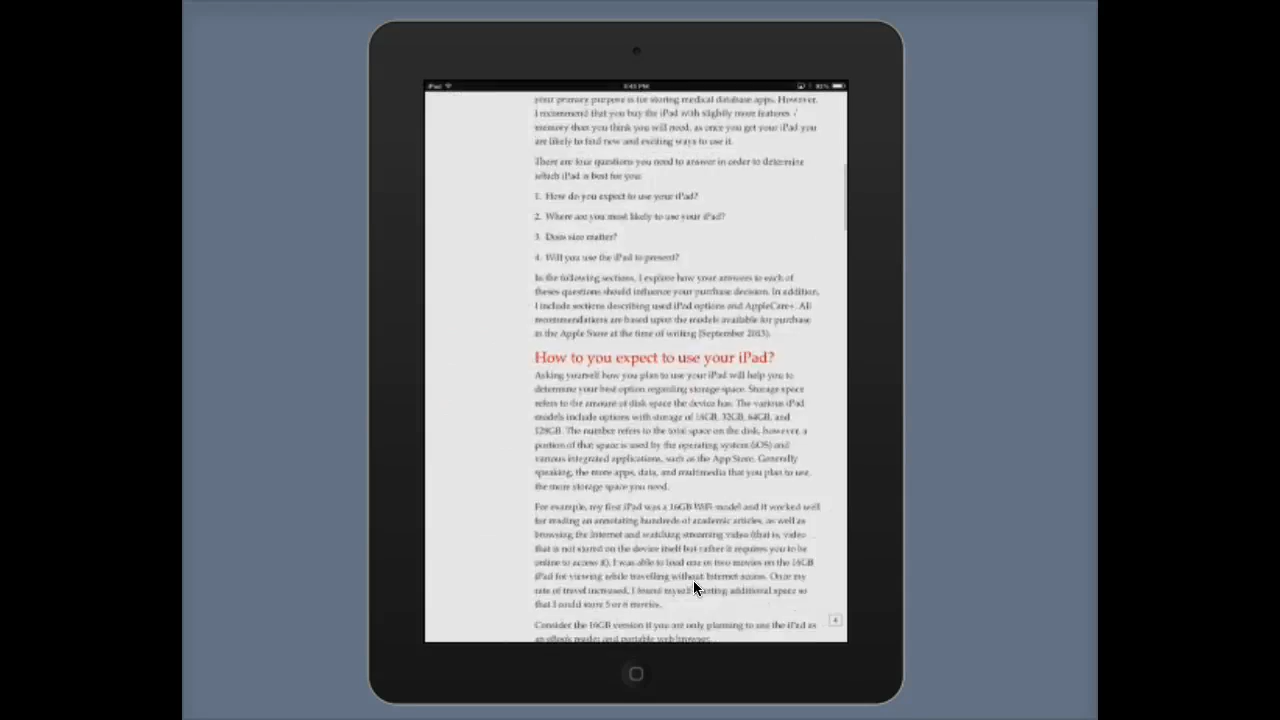 iPad
your primary purpose is for storing medical database apps. However,
I recommend that you buy the iPad with slightly more features /
memory than you think you will need, as once you get your iPad you
are likely to find new and exciting ways to use it.
There are four questions you need to answer in order to determine
which iPad is best for you:
1. How do you expect to use your iPad?
2. Where are you most likely to use your iPad?
3. Does size matter?
4. Will you use the iPad to present?
In the following sections, I explore how your answers to each of
theses questions should influence your purchase decision. In addition,
I include sections describing used iPad options and AppleCare+. All
recommendations are based upon the models available for purchase
in the Apple Store at the time of writing (September 2013).
How to you expect to use your iPad?
Asking yourself how you plan to use your iPad will help you to
determine your best option regarding storage space. Storage space
refers to the amount of disk space the device has. The various iPad
models include options with storage of 16GB, 32GB, 64GB, and
128GB. The number refers to the total space on the disk, however, a
portion of that space is used by the operating system (iOS) and
various integrated applications, such as the App Store. Generally
speaking, the more apps, data, and multimedia that you plan to use,
the more storage space you need.
For example, my first iPad was a 16GB WiFi model and it worked well
for reading an annotating hundreds of academic articles, as well as
browsing the Internet and watching streaming video (that is, video
that is not stored on the device itself but rather it requires you to be
online to access it). I was able to load one or two movies on the 16GB
iPad for viewing while travelling without Internet access. Once my
rate of travel increased, I found myself wanting additional space so
that I could store 5 or 6 movies.
Consider the 16GB version if you are only planning to use the iPad as
an eBook reader and portable web browser.
4